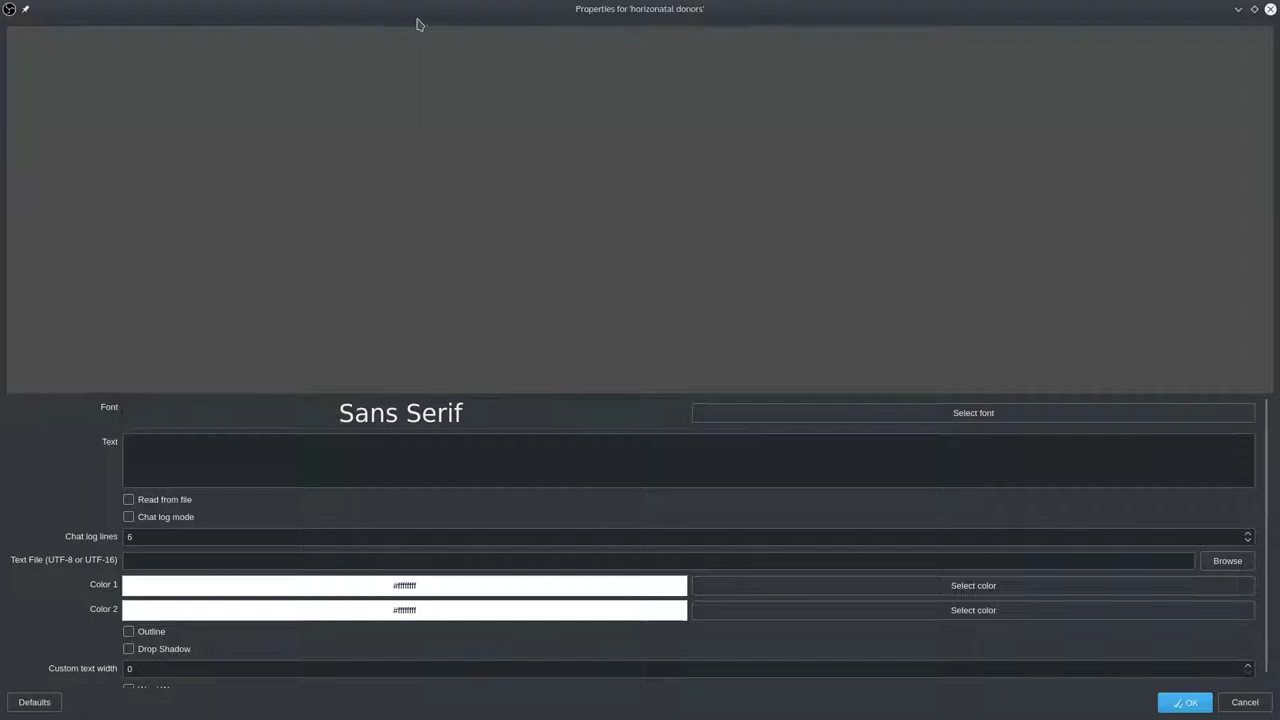 Properties for 'horizonatal donors'
Font
Sans Serif
Select font
Text
Read from file
Chat log mode
Chat log lines
6
Text File (UTF-8 or UTF-16)
Browse
Color 1
#ffffffff
Select color
Color 2
#ffffffff
Select color
Outline
Drop Shadow
Custom text width
0
Defaults
OK
Cancel